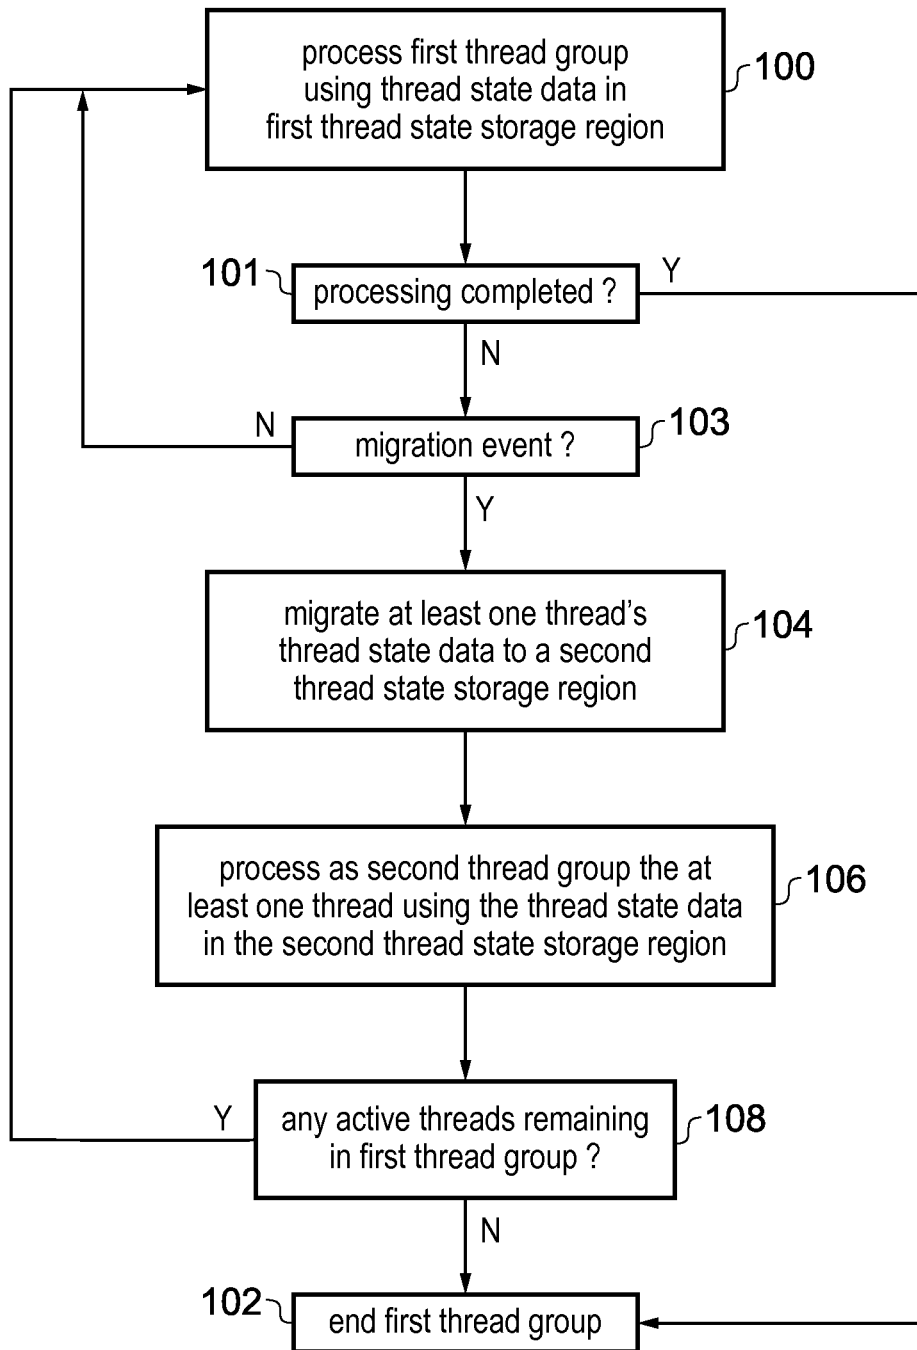 process first thread group
using thread state data in
first thread state storage region
100
101
processing completed ?
Y
N
N
migration event ?
103
Y
migrate at least one thread's
thread state data to a second
thread state storage region
104
process as second thread group the at
least one thread using the thread state data
in the second thread state storage region
106
Y
any active threads remaining
in first thread group ?
108
N
102
end first thread group